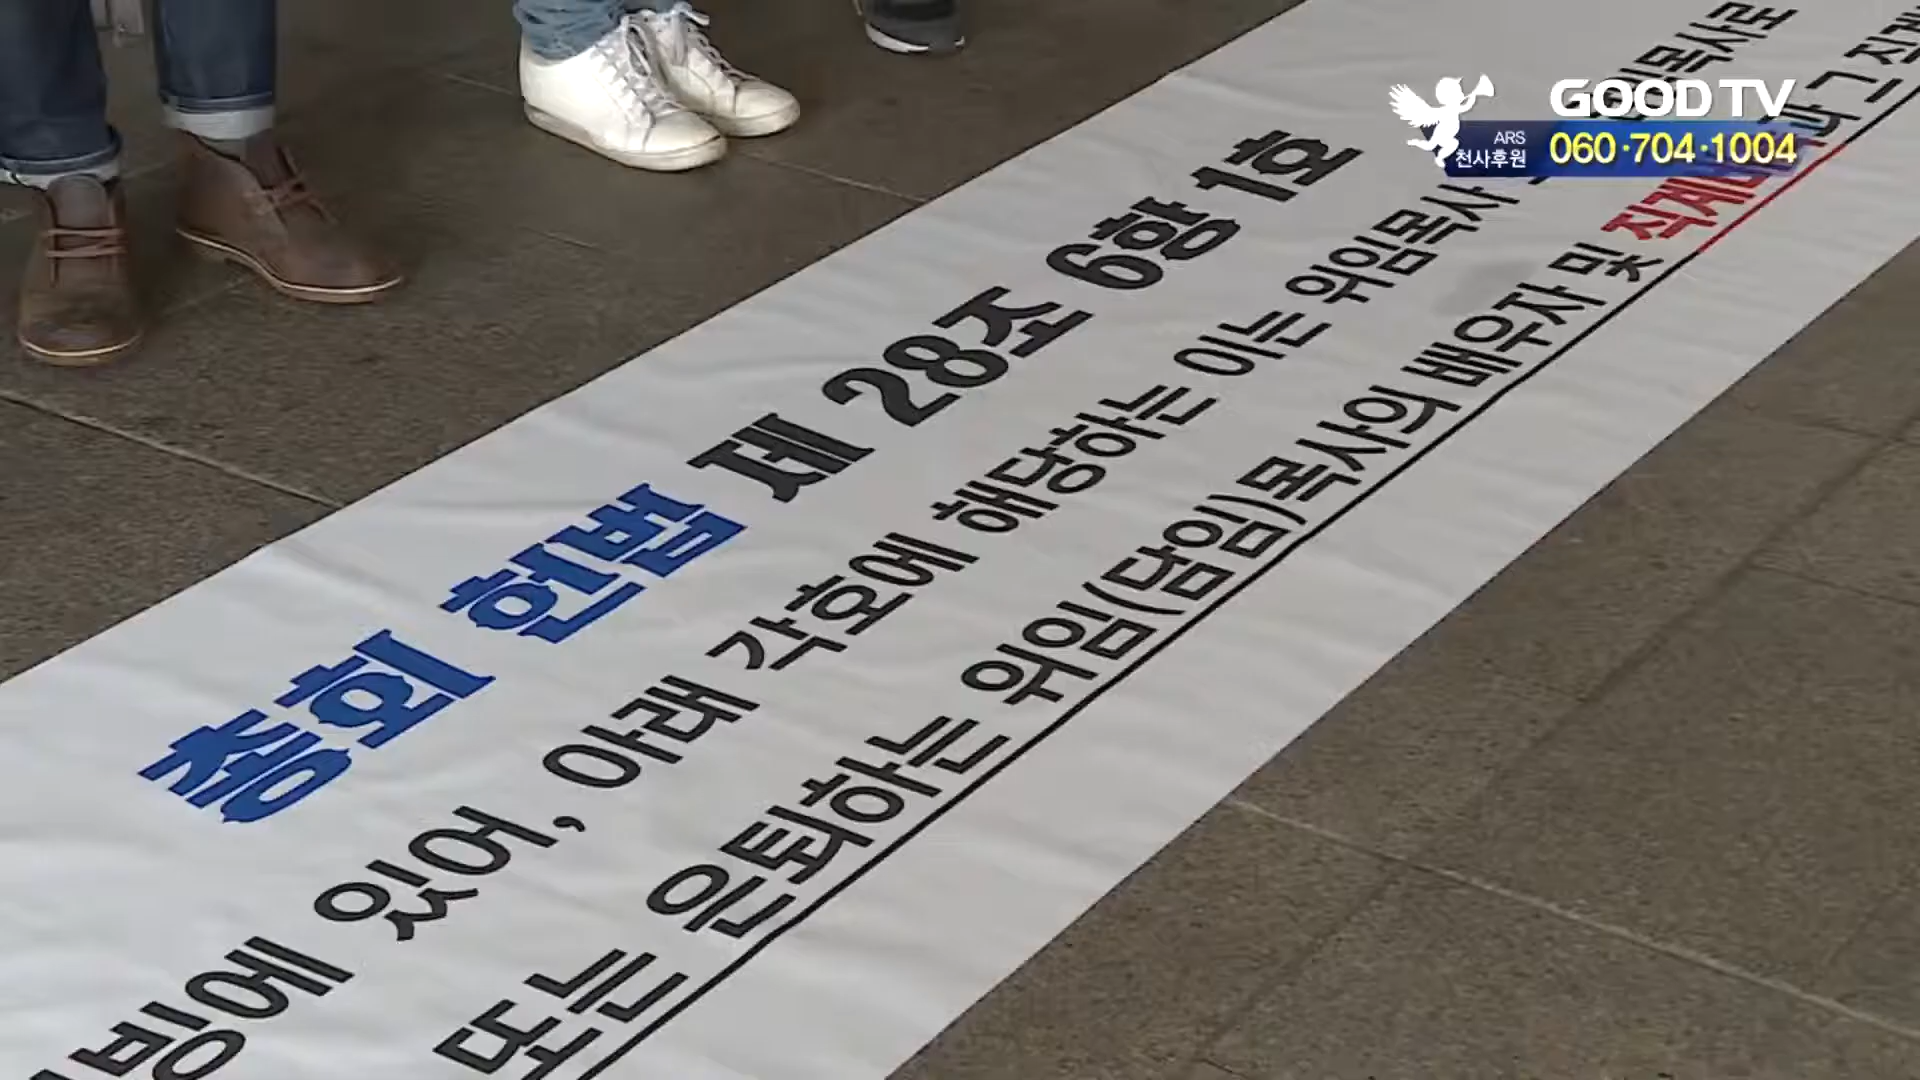 GOOD TV
ARS
천사후원
060·704·1004
총회 헌법 제 28조 6항 1호
빙에 있어, 아래 각호에 해당하는 이는 위임목사
또는 은퇴하는 위임(담임)목사의 배우자 및 직계비